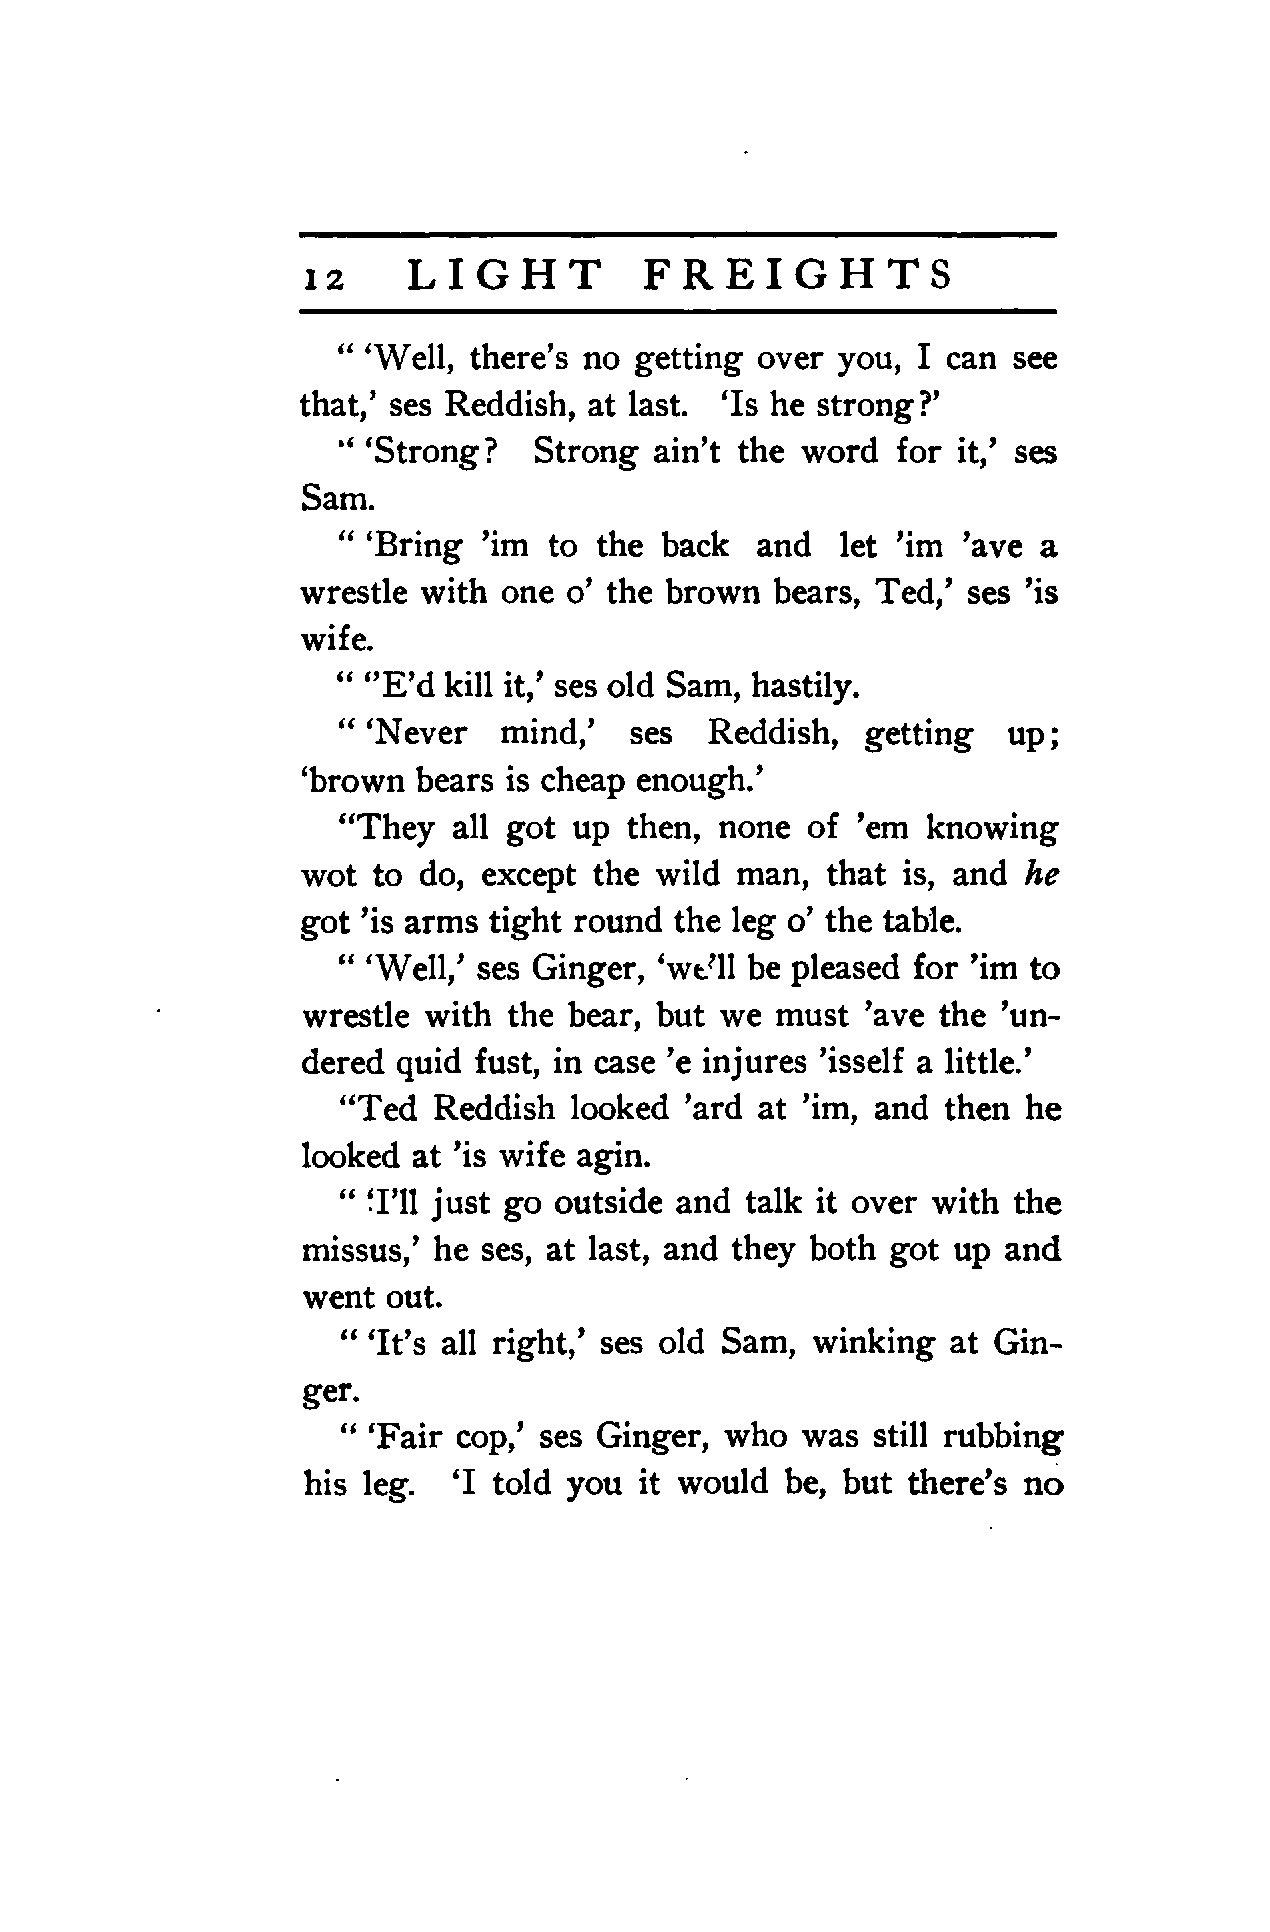 12 LIGHT FREIGHTS
“ ‘Well, there’s no getting over you, I can see
that,’ ses Reddish, at last. ‘Is he strong?’
“ ‘Strong? Strong ain’t the word for it,’ ses
Sam.
“ ‘Bring ’im to the back and let ’im ’ave a
wrestle with one o’ the brown bears, Ted,’ ses ’is
wife.
“ ‘’E’d kill it,’ ses old Sam, hastily.
“ ‘Never mind,’ ses Reddish, getting up;
‘brown bears is cheap enough.’
“They all got up then, none of ’em knowing
wot to do, except the wild man, that is, and he
got ’is arms tight round the leg o’ the table.
“ ‘Well,’ ses Ginger, ‘we’ll be pleased for ’im to
wrestle with the bear, but we must ’ave the ’un-
dered quid fust, in case ’e injures ’isself a little.’
“Ted Reddish looked ’ard at ’im, and then he
looked at ’is wife agin.
“ ‘I’ll just go outside and talk it over with the
missus,’ he ses, at last, and they both got up and
went out.
“ ‘It’s all right,’ ses old Sam, winking at Gin-
ger.
“ ‘Fair cop,’ ses Ginger, who was still rubbing
his leg. ‘I told you it would be, but there’s no